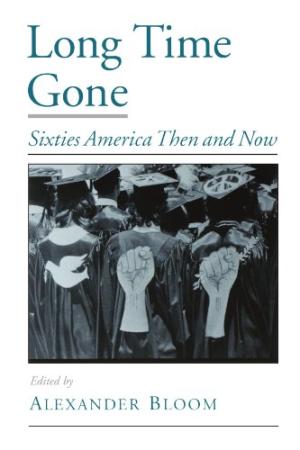 Long Time
Gone
Sixties America Then and Now
Edited by
ALEXANDER BLOOM